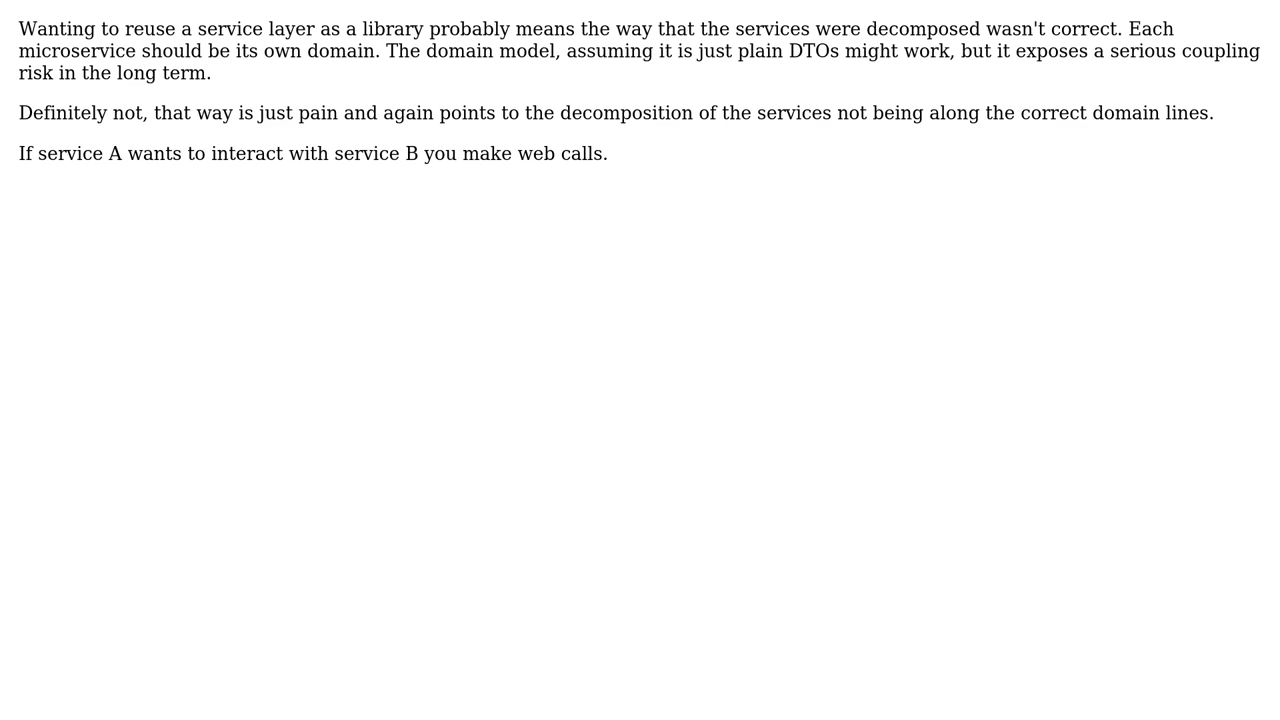 Wanting to reuse a service layer as a library probably means the way that the services were decomposed wasn't correct. Each
microservice should be its own domain. The domain model, assuming it is just plain DTOs might work, but it exposes a serious coupling
risk in the long term.
Definitely not, that way is just pain and again points to the decomposition of the services not being along the correct domain lines.
If service A wants to interact with service B you make web calls.